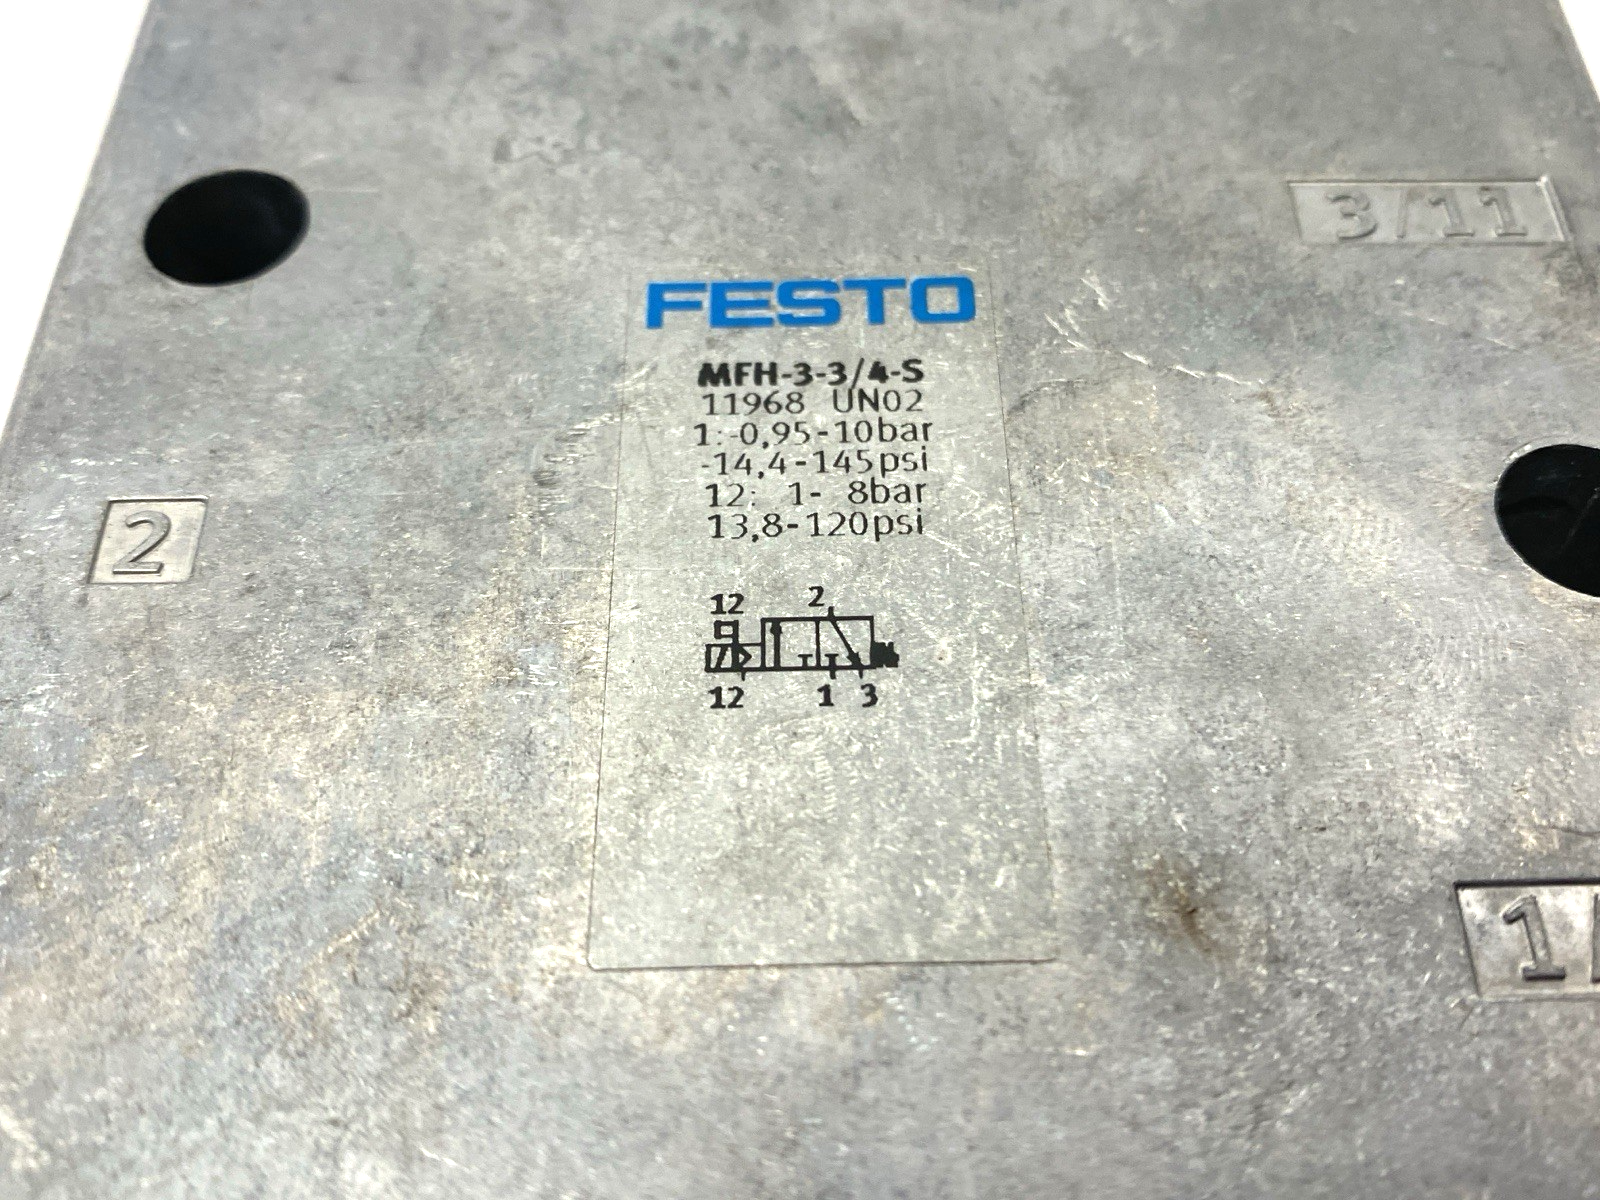 3/11
FESTO
MFH-3-3/4-S
11968 UN02
1:-0,95-10bar
-14,4-145psi
12: 1- 8bar
13,8-120psi
2
12 2
12 1 3
1/